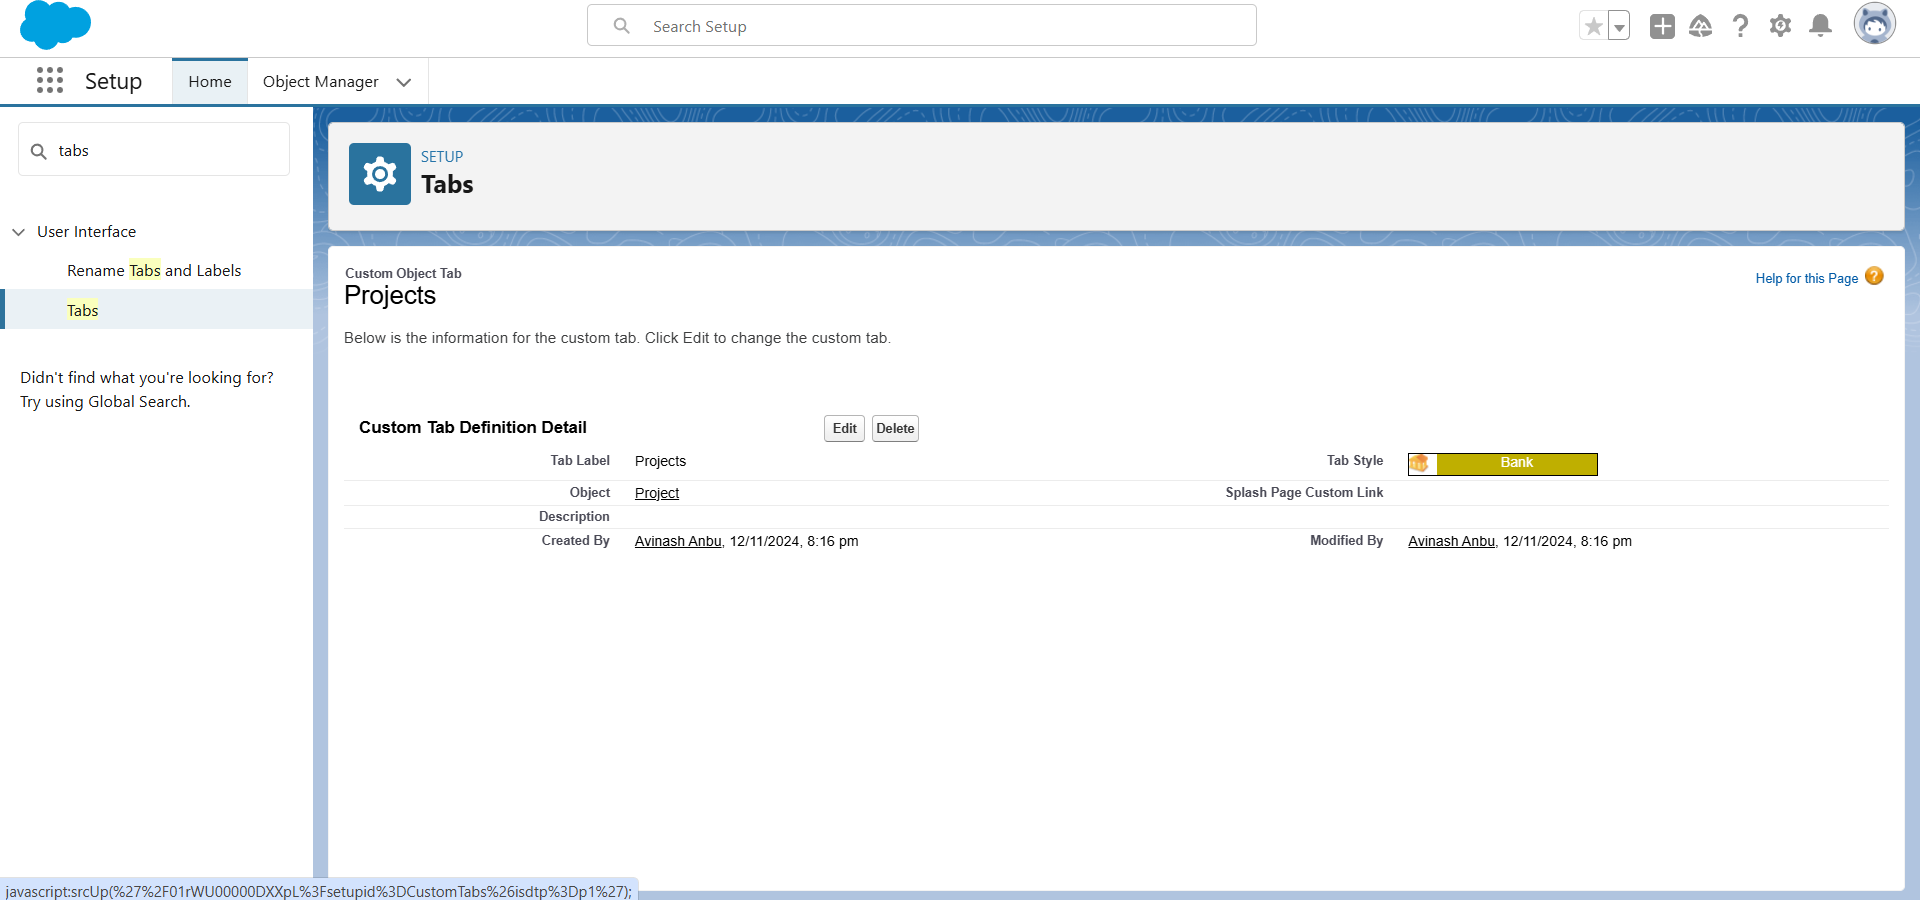 Search Setup
Setup
Home
Object Manager
tabs
User Interface
Rename Tabs and Labels
Tabs
Didn't find what you're looking for?
Try using Global Search.
SETUP
Tabs
Custom Object Tab
Projects
Help for this Page
Below is the information for the custom tab. Click Edit to change the custom tab.
Custom Tab Definition Detail
Edit
Delete
Tab Label Projects
Tab Style Bank
Object Project
Splash Page Custom Link
Description
Created By Avinash Anbu, 12/11/2024, 8:16 pm
Modified By Avinash Anbu, 12/11/2024, 8:16 pm
javascript:srcUp(%27%2F01rWU00000DXXpL%3Fsetupid%3DCustomTabs%26isdtp%3Dp1%27);